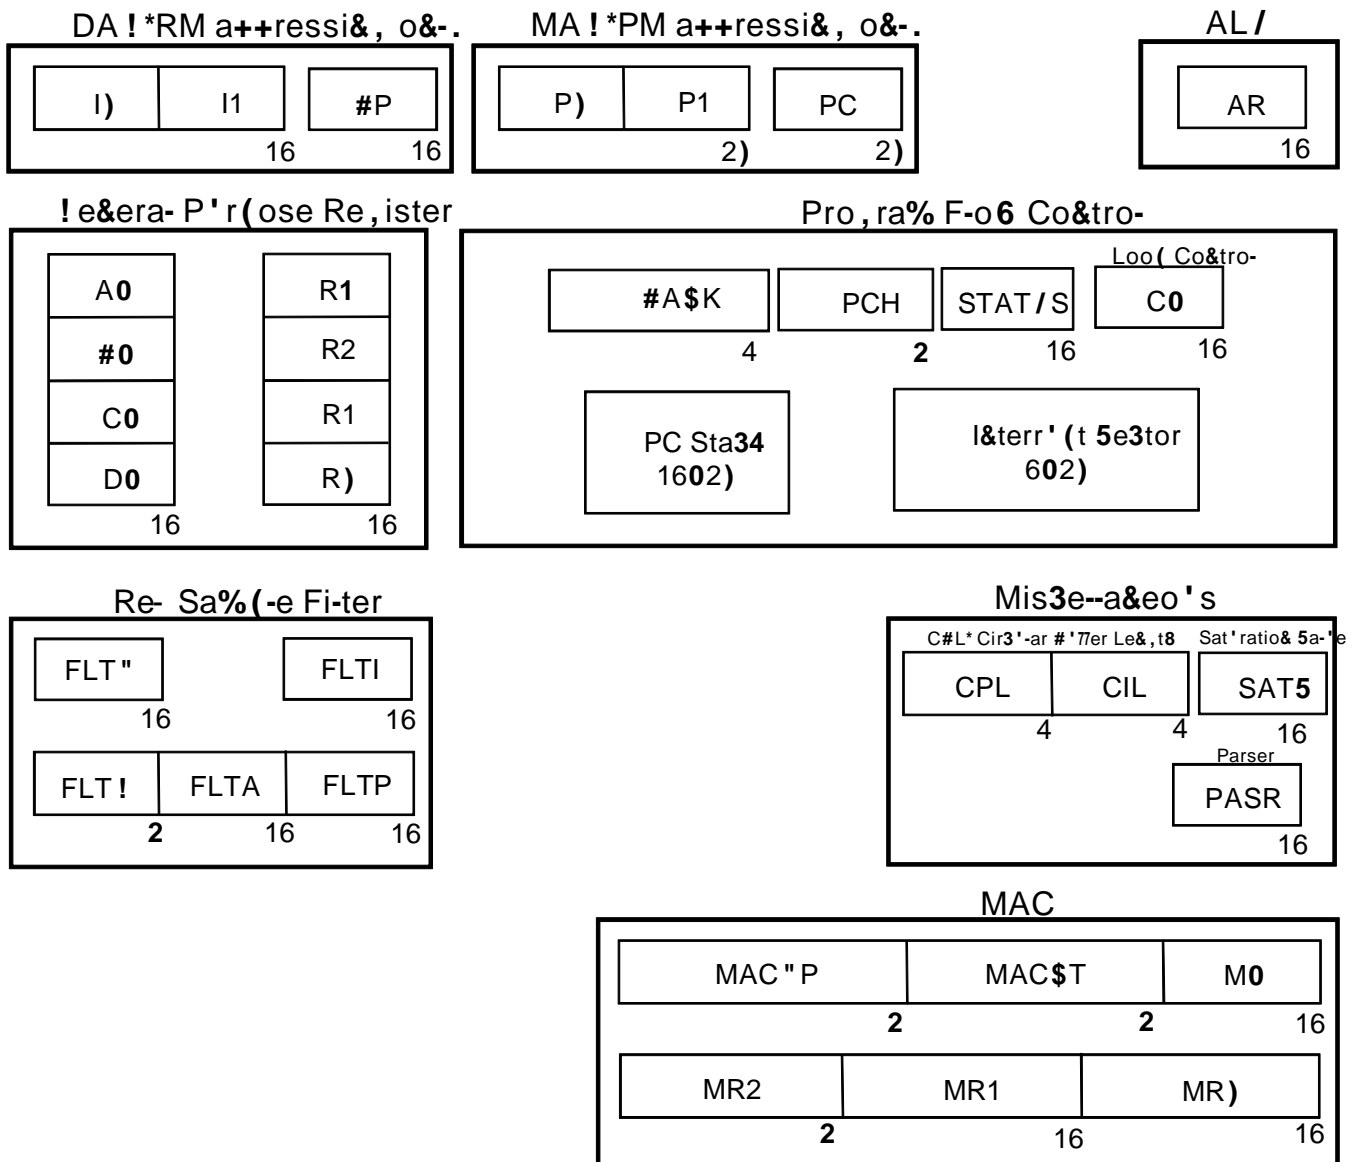 DA!*RM a++ressi&, o&-.
MA!*PM a++ressi&, o&-.
AL/
I) I1 #P
16 16
P) P1 PC
2) 2)
AR
16
!e&era- P'r(ose Re,ister
A0 R1
#0 R2
C0 R1
D0 R)
16 16
Pro,ra% F-o6 Co&tro-
Loo( Co&tro-
#A$K PCH STAT/S C0
4 2 16 16
PC Sta34
1602)
I&terr'(t 5e3tor
602)
Re- Sa%(-e Fi-ter
FLT" FLTI
16 16
FLT! FLTA FLTP
2 16 16
Mis3e--a&eo's
C#L* Cir3'-ar #'77er Le&,t8
Sat'ratio& 5a-'e
CPL CIL SAT5
4 4 16
Parser
PASR
16
MAC
MAC"P MAC$T M0
2 2 16
MR2 MR1 MR)
2 16 16